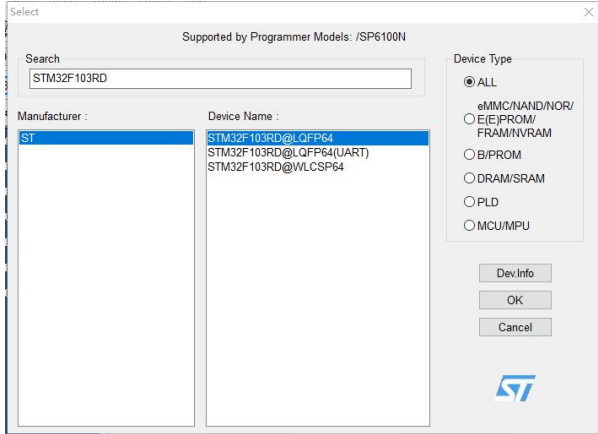 Select
Supported by Programmer Models: /SP6100N
Search
STM32F103RD
Manufacturer :
ST
Device Name :
STM32F103RD@LQFP64
STM32F103RD@LQFP64(UART)
STM32F103RD@WLCSP64
Device Type
ALL
eMMC/NAND/NOR/
E(E)PROM/
FRAM/NVRAM
B/PROM
DRAM/SRAM
PLD
MCU/MPU
Dev.Info
OK
Cancel
ST